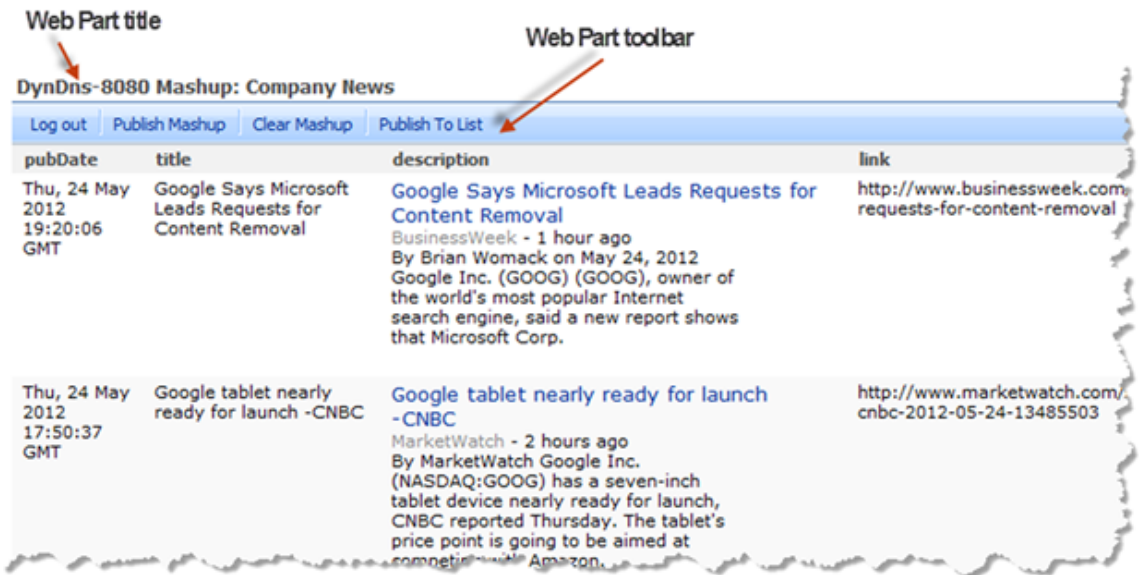 Web Part title
Web Part toolbar
DynDns-8080 Mashup: Company News
Log out Publish Mashup Clear Mashup Publish To List
pubDate title description link
Thu, 24 May
2012
19:20:06
GMT
Google Says Microsoft
Leads Requests for
Content Removal
Google Says Microsoft Leads Requests for
Content Removal
BusinessWeek - 1 hour ago
By Brian Womack on May 24, 2012
Google Inc. (GOOG) (GOOG), owner of
the world's most popular Internet
search engine, said a new report shows
that Microsoft Corp.
http://www.businessweek.com
requests-for-content-removal
Thu, 24 May
2012
17:50:37
GMT
Google tablet nearly
ready for launch -CNBC
Google tablet nearly ready for launch
-CNBC
MarketWatch - 2 hours ago
By MarketWatch Google Inc.
(NASDAQ:GOOG) has a seven-inch
tablet device nearly ready for launch,
CNBC reported Thursday. The tablet's
price point is going to be aimed at
competing with Amazon.
http://www.marketwatch.com/
cnbc-2012-05-24-13485503